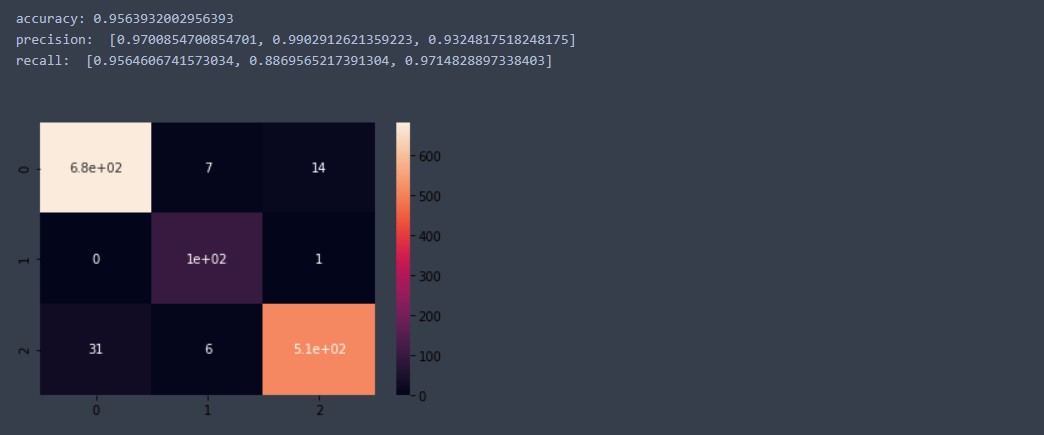 accuracy: 0.9563932002956393
precision:  [0.9700854700854701, 0.9902912621359223, 0.9324817518248175]
recall:  [0.9564606741573034, 0.8869565217391304, 0.9714828897338403]
0 6.8e+02 7 14
1 0 1e+02 1
2 31 6 5.1e+02
0 1 2
600
500
400
300
200
100
0